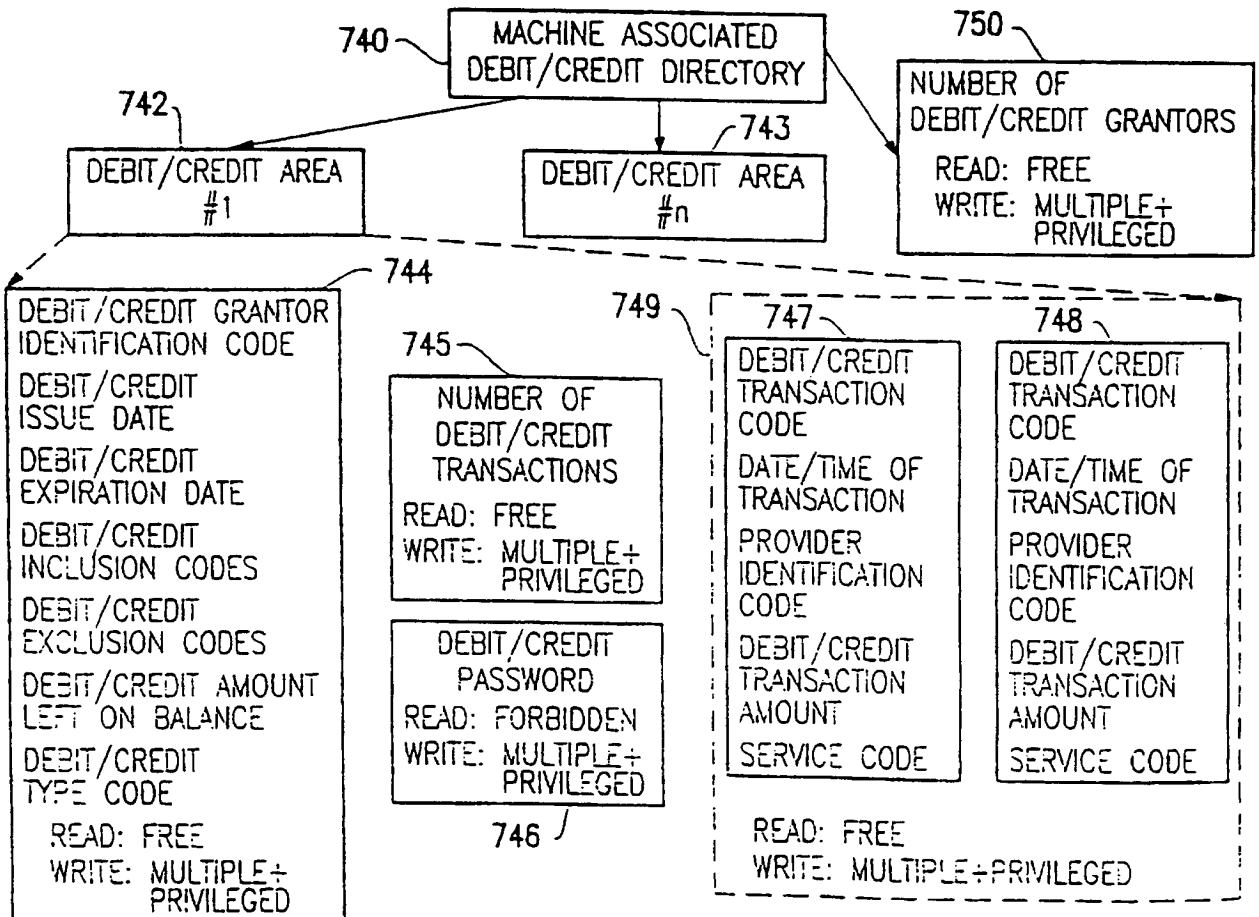 740
MACHINE ASSOCIATED
DEBIT/CREDIT DIRECTORY
750
NUMBER OF
DEBIT/CREDIT GRANTORS
READ: FREE
WRITE: MULTIPLE+
PRIVILEGED
742
DEBIT/CREDIT AREA
#1
743
DEBIT/CREDIT AREA
#n
744
DEBIT/CREDIT GRANTOR
IDENTIFICATION CODE
DEBIT/CREDIT
ISSUE DATE
DEBIT/CREDIT
EXPIRATION DATE
DEBIT/CREDIT
INCLUSION CODES
DEBIT/CREDIT
EXCLUSION CODES
DEBIT/CREDIT AMOUNT
LEFT ON BALANCE
DEBIT/CREDIT
TYPE CODE
READ: FREE
WRITE: MULTIPLE+
PRIVILEGED
745
NUMBER OF
DEBIT/CREDIT
TRANSACTIONS
READ: FREE
WRITE: MULTIPLE+
PRIVILEGED
DEBIT/CREDIT
PASSWORD
READ: FORBIDDEN
WRITE: MULTIPLE+
PRIVILEGED
746
749
747
DEBIT/CREDIT
TRANSACTION
CODE
DATE/TIME OF
TRANSACTION
PROVIDER
IDENTIFICATION
CODE
DEBIT/CREDIT
TRANSACTION
AMOUNT
SERVICE CODE
748
DEBIT/CREDIT
TRANSACTION
CODE
DATE/TIME OF
TRANSACTION
PROVIDER
IDENTIFICATION
CODE
DEBIT/CREDIT
TRANSACTION
AMOUNT
SERVICE CODE
READ: FREE
WRITE: MULTIPLE+PRIVILEGED